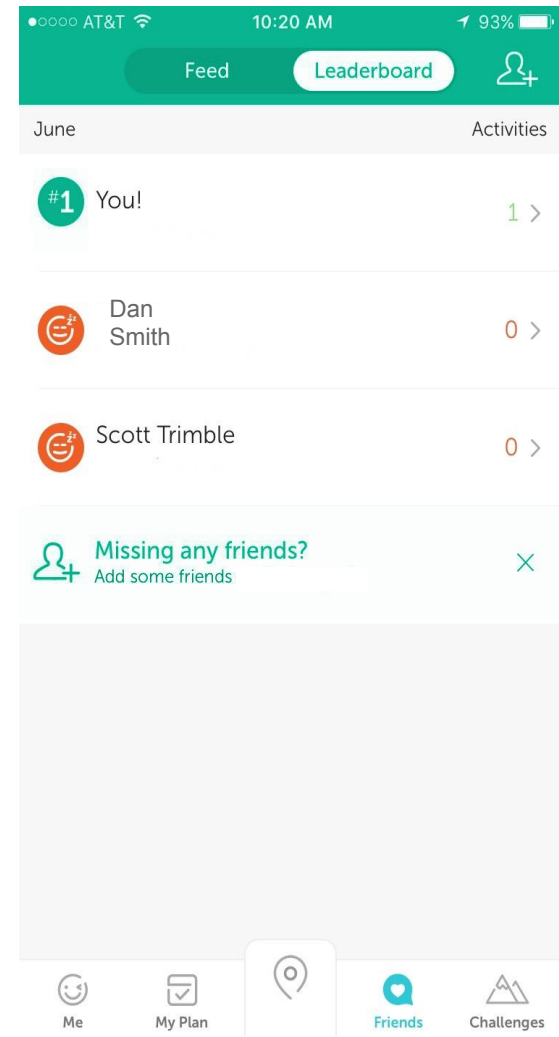 AT&T 10:20 AM 93%
Feed Leaderboard
June Activities
#1 You! 1
Dan
Smith
0
Scott Trimble 0
Missing any friends?
Add some friends
Me My Plan Friends Challenges